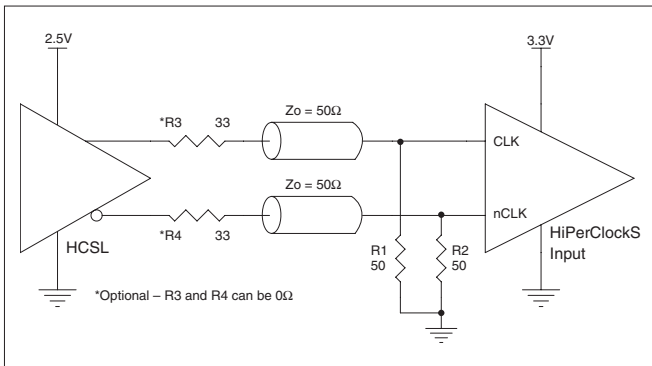 2.5V
3.3V
*R3 33
Zo = 50Ω
CLK
Zo = 50Ω
nCLK
*R4 33
HCSL
R1
50
R2
50
HiPerClockS
Input
*Optional – R3 and R4 can be 0Ω